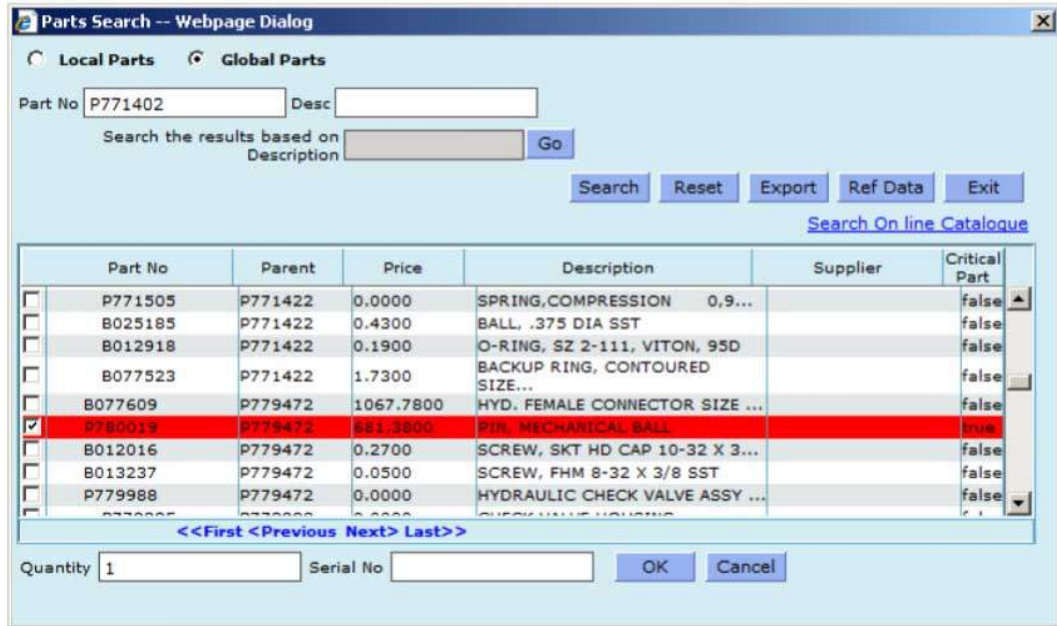 Parts Search -- Webpage Dialog
Local Parts Global Parts
Part No P771402 Desc
Search the results based on
Description Go
Search Reset Export Ref Data Exit
Search On line Catalogue
Part No Parent Price Description Supplier Critical Part
P771505 P771422 0.0000 SPRING,COMPRESSION 0,9... false
B025185 P771422 0.4300 BALL, .375 DIA SST false
B012918 P771422 0.1900 O-RING, SZ 2-111, VITON, 95D false
B077523 P771422 1.7300 BACKUP RING, CONTOURED SIZE... false
B077609 P779472 1067.7800 HYD. FEMALE CONNECTOR SIZE ... false
P780019 P779472 681.3800 PIN, MECHANICAL BALL true
B012016 P779472 0.2700 SCREW, SKT HD CAP 10-32 X 3... false
B013237 P779472 0.0500 SCREW, FHM 8-32 X 3/8 SST false
P779988 P779472 0.0000 HYDRAULIC CHECK VALVE ASSY ... false
<<First <Previous Next> Last>>
Quantity 1 Serial No OK Cancel